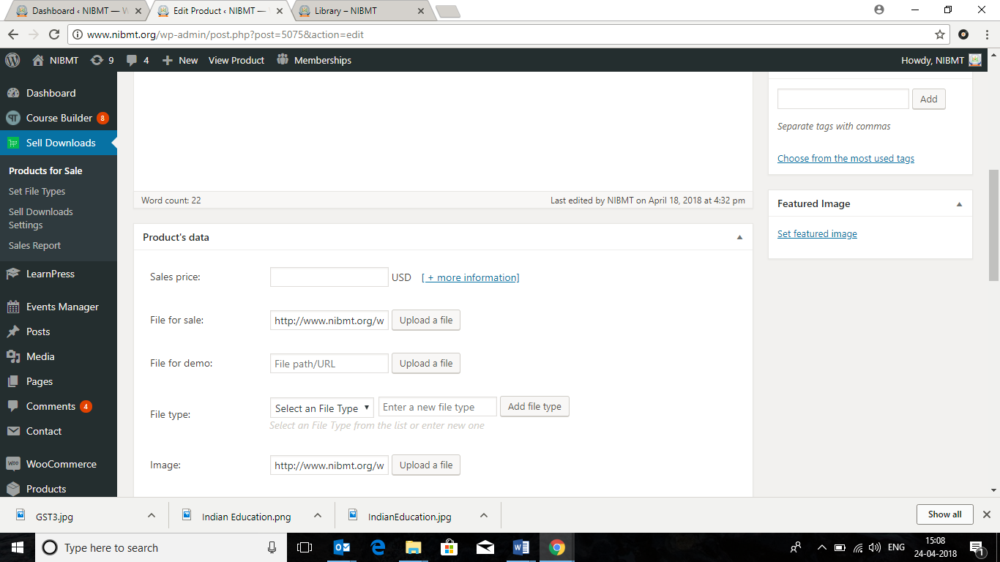 Dashboard ‹ NIBMT — W
Edit Product ‹ NIBMT —
Library – NIBMT
www.nibmt.org/wp-admin/post.php?post=5075&action=edit
NIBMT 9 4 New View Product Memberships Howdy, NIBMT
Dashboard
Course Builder 8
Sell Downloads
Products for Sale
Set File Types
Sell Downloads
Settings
Sales Report
LearnPress
Events Manager
Posts
Media
Pages
Comments 4
Contact
WooCommerce
Products
Word count: 22
Last edited by NIBMT on April 18, 2018 at 4:32 pm
Product's data
Sales price: USD [ + more information]
File for sale: http://www.nibmt.org/w Upload a file
File for demo: File path/URL Upload a file
File type: Select an File Type Enter a new file type Add file type
Select an File Type from the list or enter new one
Image: http://www.nibmt.org/w Upload a file
Add
Separate tags with commas
Choose from the most used tags
Featured Image
Set featured image
GST3.jpg
Indian Education.png
IndianEducation.jpg
Show all
Type here to search
ENG
15:08
24-04-2018
1